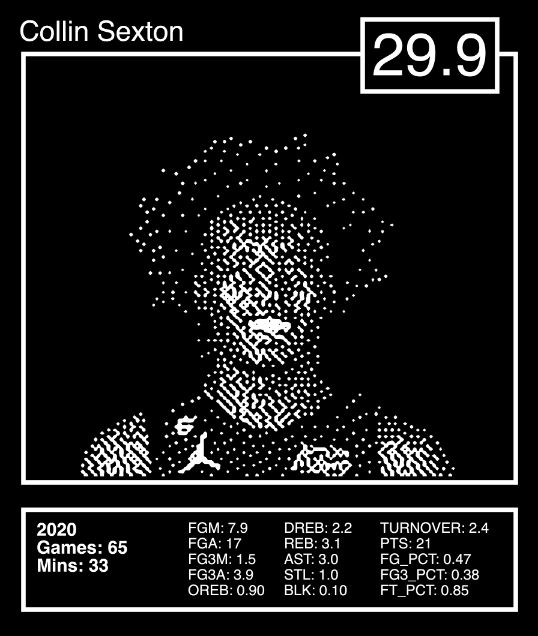 Collin Sexton
29.9
2020
Games: 65
Mins: 33
FGM: 7.9
FGA: 17
FG3M: 1.5
FG3A: 3.9
OREB: 0.90
DREB: 2.2
REB: 3.1
AST: 3.0
STL: 1.0
BLK: 0.10
TURNOVER: 2.4
PTS: 21
FG_PCT: 0.47
FG3_PCT: 0.38
FT_PCT: 0.85